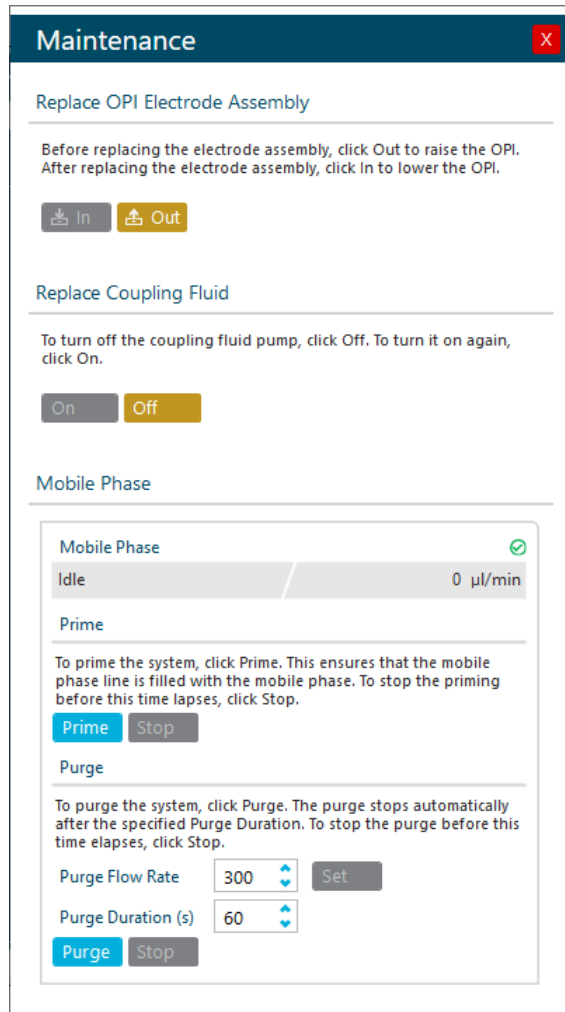 Maintenance
X
Replace OPI Electrode Assembly
Before replacing the electrode assembly, click Out to raise the OPI.
After replacing the electrode assembly, click In to lower the OPI.
In Out
Replace Coupling Fluid
To turn off the coupling fluid pump, click Off. To turn it on again,
click On.
On Off
Mobile Phase
Mobile Phase
Idle 0 µl/min
Prime
To prime the system, click Prime. This ensures that the mobile
phase line is filled with the mobile phase. To stop the priming
before this time lapses, click Stop.
Prime Stop
Purge
To purge the system, click Purge. The purge stops automatically
after the specified Purge Duration. To stop the purge before this
time elapses, click Stop.
Purge Flow Rate 300 Set
Purge Duration (s) 60
Purge Stop